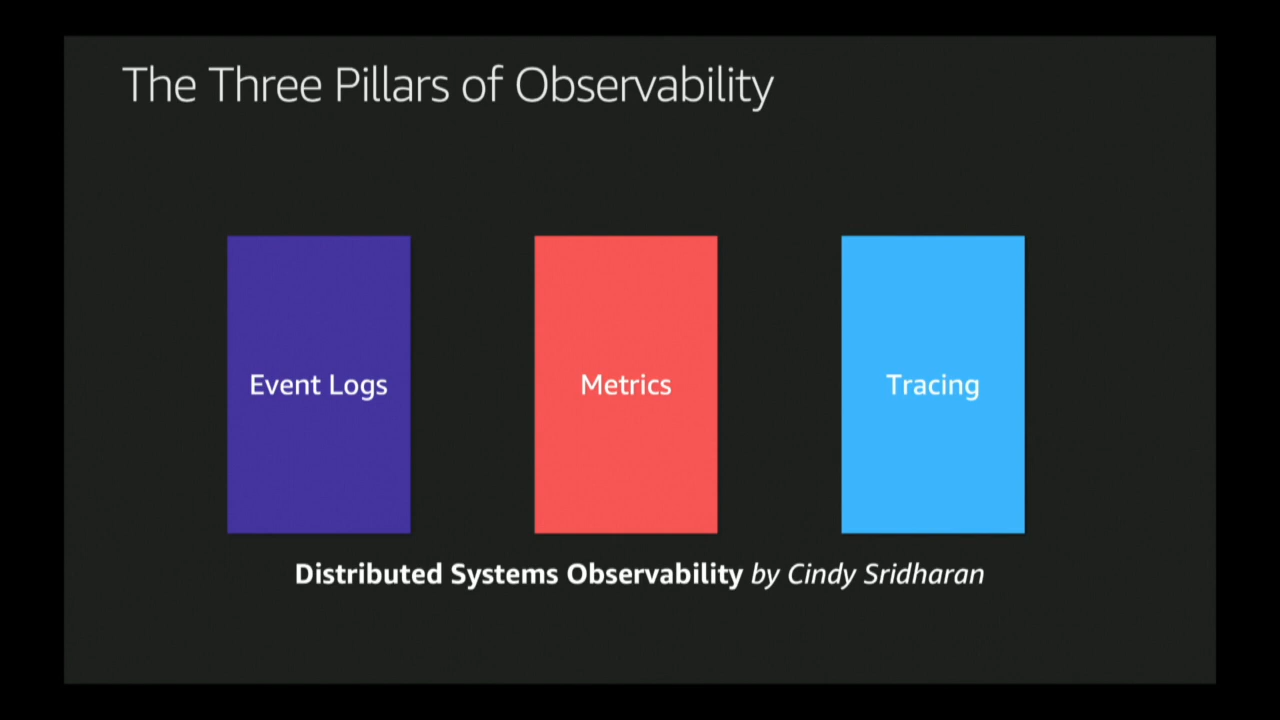 The Three Pillars of Observability
Event Logs
Metrics
Tracing
Distributed Systems Observability by Cindy Sridharan